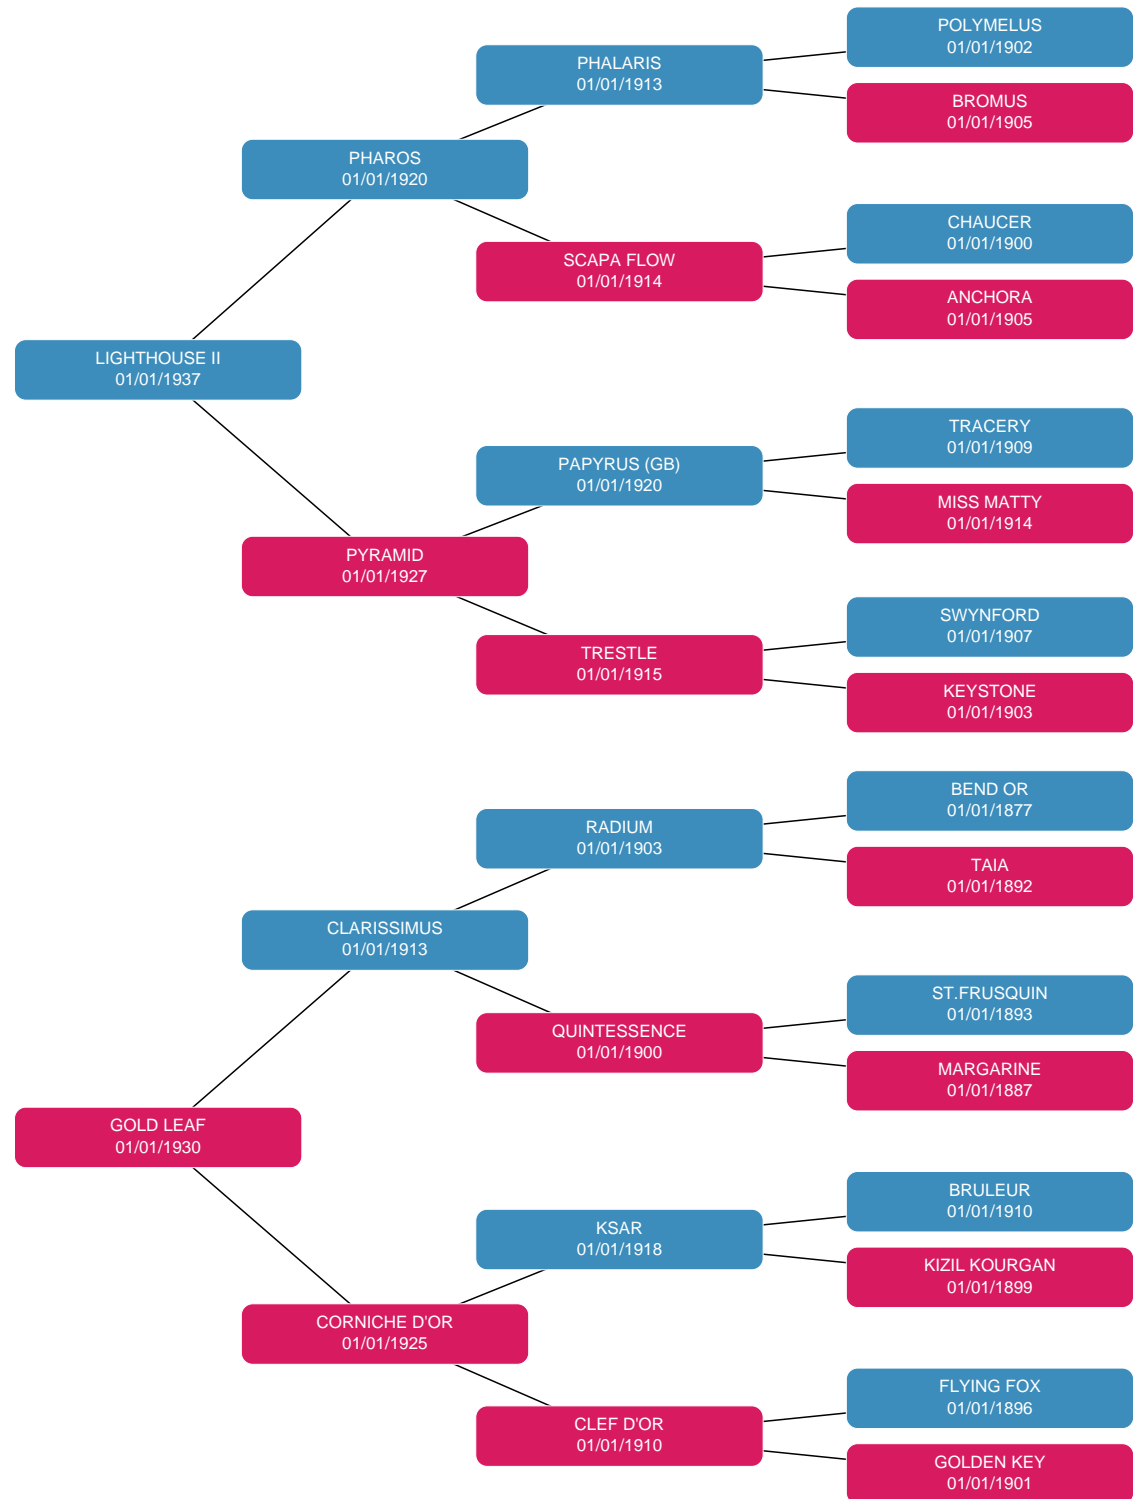 POLYMELUS
01/01/1902
PHALARIS
01/01/1913
BROMUS
01/01/1905
PHAROS
01/01/1920
CHAUCER
01/01/1900
SCAPA FLOW
01/01/1914
ANCHORA
01/01/1905
LIGHTHOUSE II
01/01/1937
TRACERY
01/01/1909
PAPYRUS (GB)
01/01/1920
MISS MATTY
01/01/1914
PYRAMID
01/01/1927
SWYNFORD
01/01/1907
TRESTLE
01/01/1915
KEYSTONE
01/01/1903
BEND OR
01/01/1877
RADIUM
01/01/1903
TAIA
01/01/1892
CLARISSIMUS
01/01/1913
ST.FRUSQUIN
01/01/1893
QUINTESSENCE
01/01/1900
MARGARINE
01/01/1887
GOLD LEAF
01/01/1930
BRULEUR
01/01/1910
KSAR
01/01/1918
KIZIL KOURGAN
01/01/1899
CORNICHE D'OR
01/01/1925
FLYING FOX
01/01/1896
CLEF D'OR
01/01/1910
GOLDEN KEY
01/01/1901